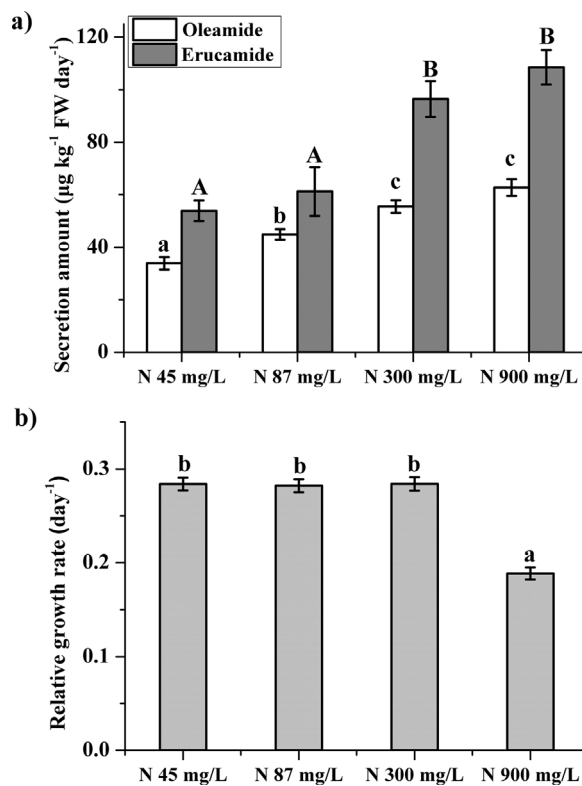 a)
Oleamide
Erucamide
Secretion amount (µg kg⁻¹ FW day⁻¹)
120
80
40
0
a
A
b
A
c
B
c
B
N 45 mg/L N 87 mg/L N 300 mg/L N 900 mg/L
b)
Relative growth rate (day⁻¹)
0.3
0.2
0.1
0.0
b
b
b
a
N 45 mg/L N 87 mg/L N 300 mg/L N 900 mg/L